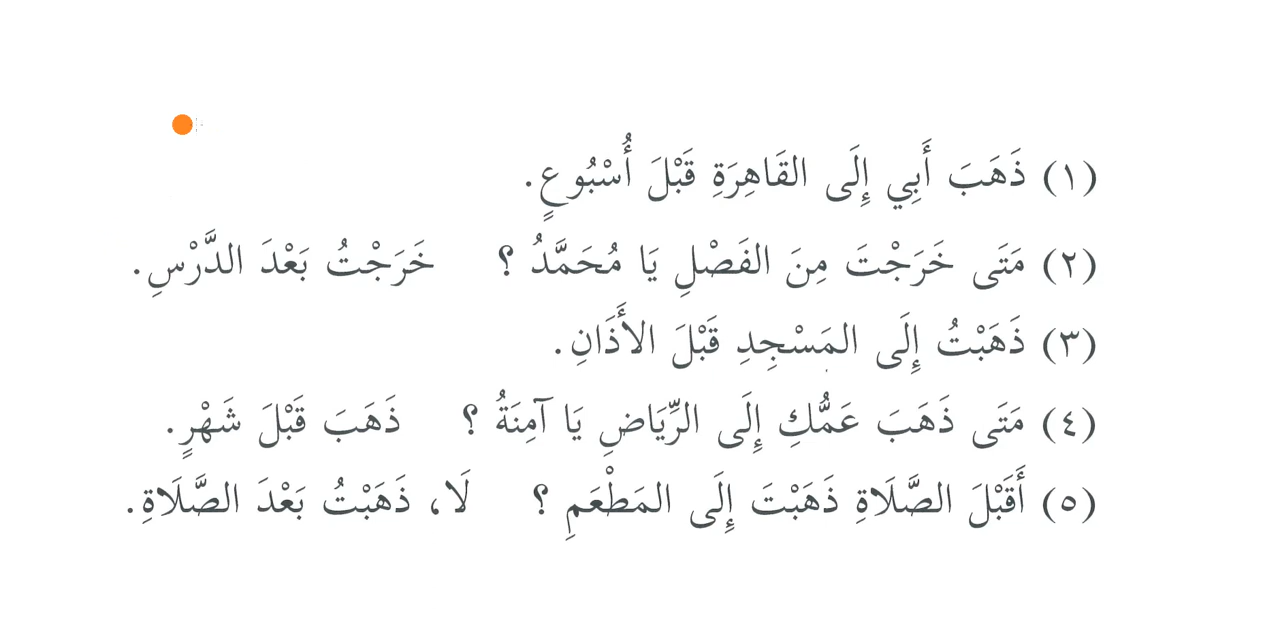 (١) ذَهَبَ أَبِي إِلَى القَاهِرَةِ قَبْلَ أُسْبُوعٍ.
(٢) مَتَى خَرَجْتَ مِنَ الفَصْلِ يَا مُحَمَّدُ ؟ خَرَجْتُ بَعْدَ الدَّرْسِ.
(٣) ذَهَبْتُ إِلَى المَسْجِدِ قَبْلَ الأَذَانِ.
(٤) مَتَى ذَهَبَ عَمُّكِ إِلَى الرِّيَاضِ يَا آمِنَةُ ؟ ذَهَبَ قَبْلَ شَهْرٍ.
(٥) أَقَبْلَ الصَّلَاةِ ذَهَبْتَ إِلَى المَطْعَمِ ؟ لَا، ذَهَبْتُ بَعْدَ الصَّلَاةِ.